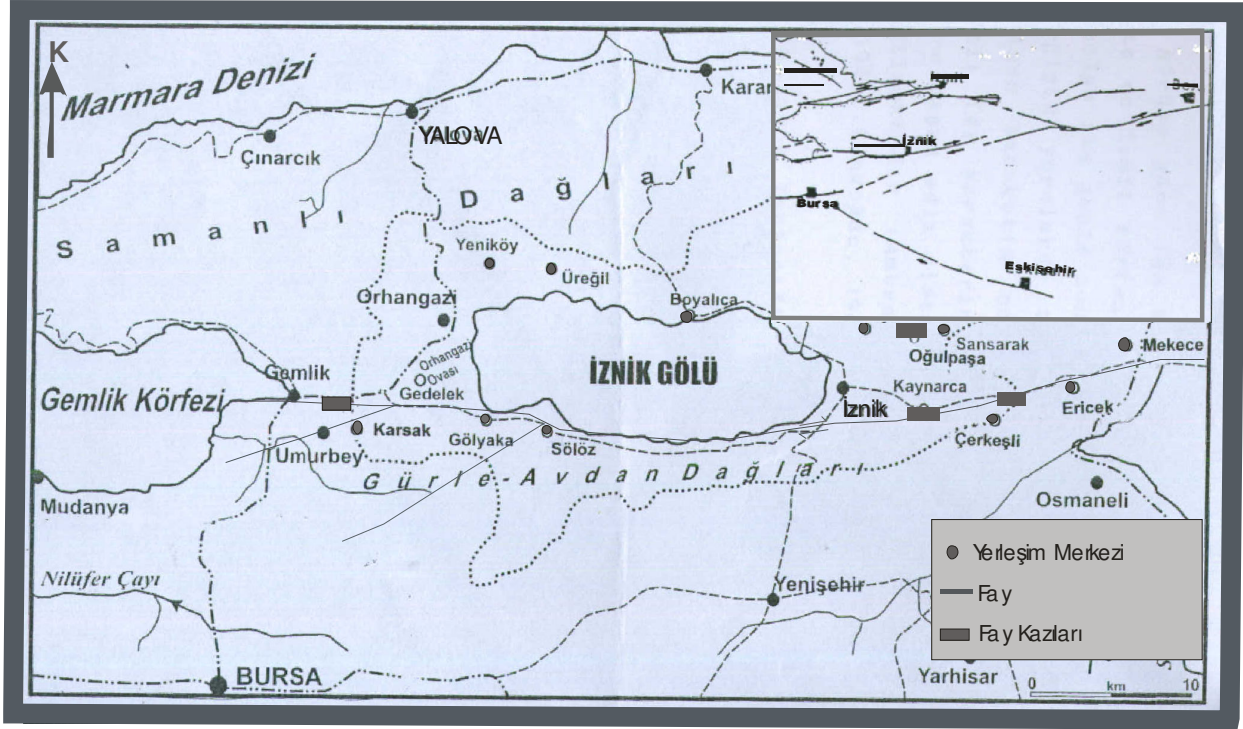 K
Marmara Denizi
Çınarcık
YALOVA
Karar
İznik
Bursa
Eskişehir
Samanlı Dağları
Yeniköy
Üreğil
Orhangazi
Boyalıca
Orhangazi
Ovası
Gedelek
İZNİK GÖLÜ
Oğulpaşa
Sansarak
Mekece
Gemlik
Gemlik Körfezi
Kaynarca
İznik
Ericek
Karsak
Umurbey
Gölyaka
Sölöz
Çerkeşli
Gürle-Avdan Dağları
Mudanya
Osmaneli
Nilüfer Çayı
Yenişehir
BURSA
Yerleşim Merkezi
Fay
Fay Kazıları
Yarhisar
0 km 10